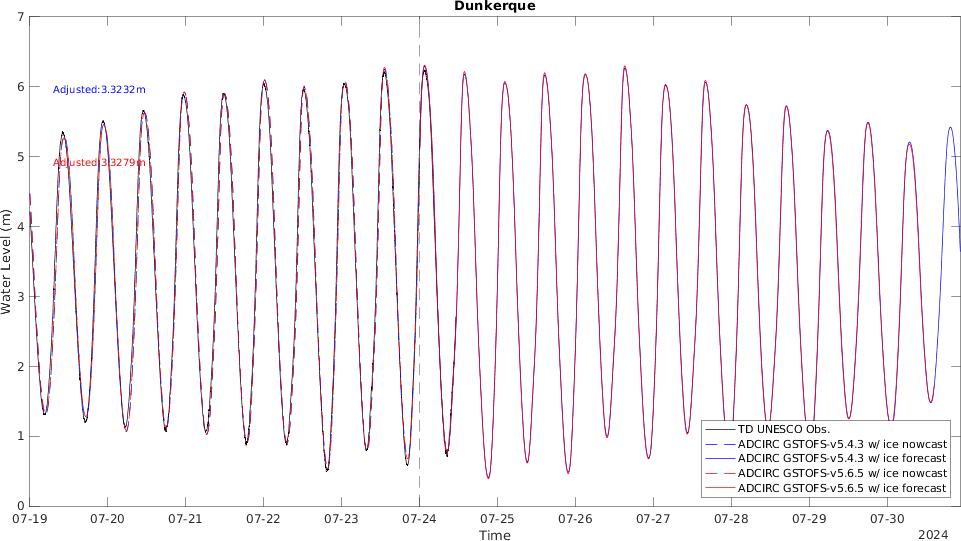 Dunkerque
7
6
5
4
3
2
1
0
Water Level (m)
Adjusted:3.3232m
Adjusted:3.3279m
TD UNESCO Obs.
ADCIRC GSTOFS-v5.4.3 w/ ice nowcast
ADCIRC GSTOFS-v5.4.3 w/ ice forecast
ADCIRC GSTOFS-v5.6.5 w/ ice nowcast
ADCIRC GSTOFS-v5.6.5 w/ ice forecast
07-19 07-20 07-21 07-22 07-23 07-24 07-25 07-26 07-27 07-28 07-29 07-30
Time
2024